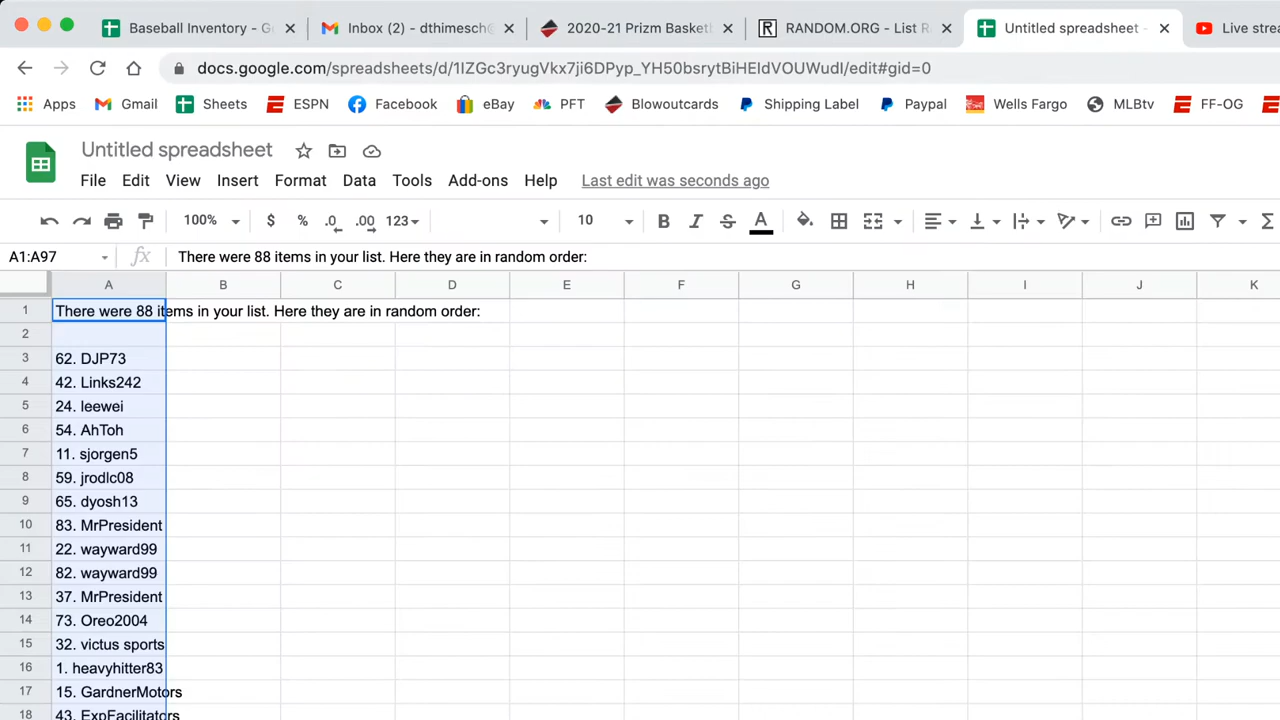 Baseball Inventory - G
Inbox (2) - dthimesch@
2020-21 Prizm Basketb
RANDOM.ORG - List R
Untitled spreadsheet -
Live strea
docs.google.com/spreadsheets/d/1IZGc3ryugVkx7ji6DPyp_YH50bsrytBiHEIdVOUWudI/edit#gid=0
Apps Gmail Sheets ESPN Facebook eBay PFT Blowoutcards Shipping Label Paypal Wells Fargo MLBtv FF-OG
Untitled spreadsheet
File Edit View Insert Format Data Tools Add-ons Help Last edit was seconds ago
100% $ % .0 .00 123 10 B I S A Σ
A1:A97 fx There were 88 items in your list. Here they are in random order:
A B C D E F G H I J K
1 There were 88 items in your list. Here they are in random order:
2
3 62. DJP73
4 42. Links242
5 24. leewei
6 54. AhToh
7 11. sjorgen5
8 59. jrodlc08
9 65. dyosh13
10 83. MrPresident
11 22. wayward99
12 82. wayward99
13 37. MrPresident
14 73. Oreo2004
15 32. victus sports
16 1. heavyhitter83
17 15. GardnerMotors
18 43. ExpFacilitators